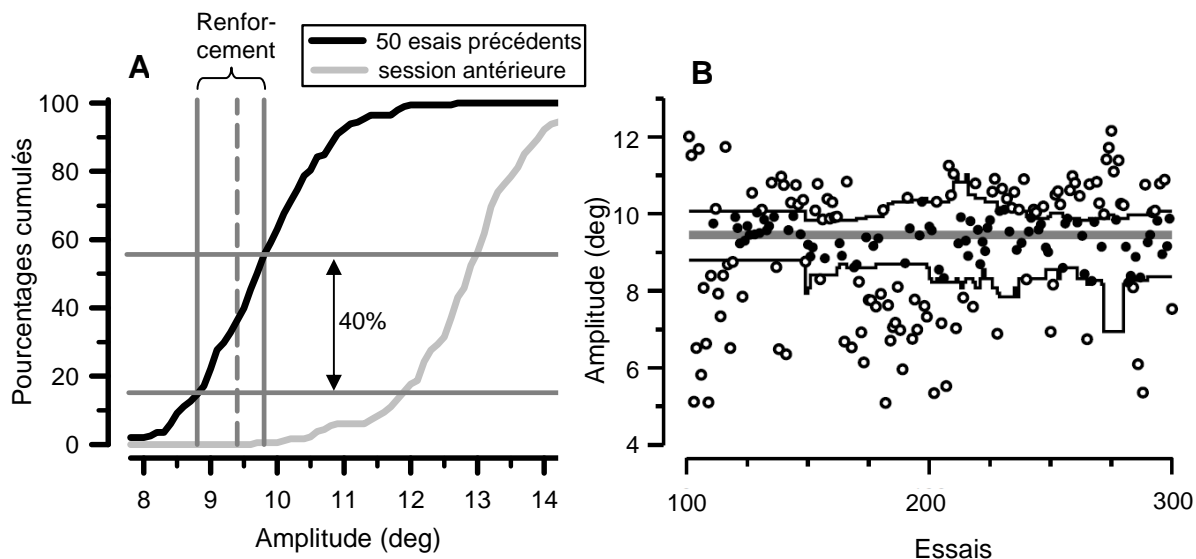 Renfor-
cement
A
50 esais précédents
session antérieure
B
Pourcentages cumulés
100
80
60
40
20
0
40%
8 9 10 11 12 13 14
Amplitude (deg)
Amplitude (deg)
12
10
8
6
4
100 200 300
Essais